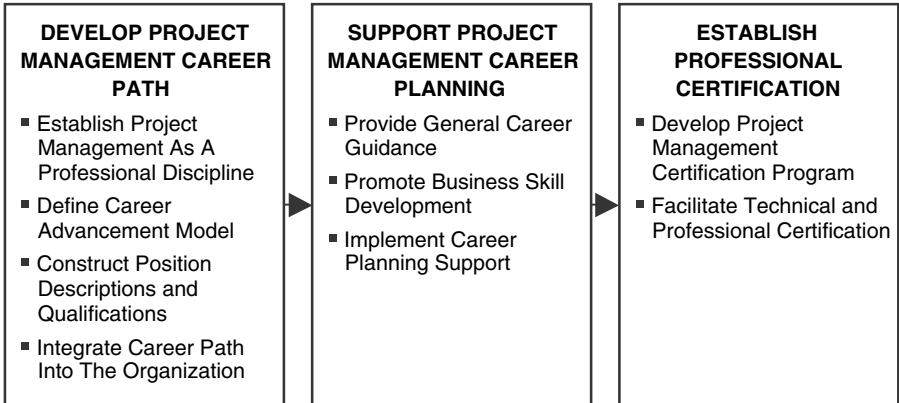 DEVELOP PROJECT
MANAGEMENT CAREER
PATH
▪ Establish Project
Management As A
Professional Discipline
▪ Define Career
Advancement Model
▪ Construct Position
Descriptions and
Qualifications
▪ Integrate Career Path
Into The Organization
SUPPORT PROJECT
MANAGEMENT CAREER
PLANNING
▪ Provide General Career
Guidance
▪ Promote Business Skill
Development
▪ Implement Career
Planning Support
ESTABLISH
PROFESSIONAL
CERTIFICATION
▪ Develop Project
Management
Certification Program
▪ Facilitate Technical and
Professional Certification